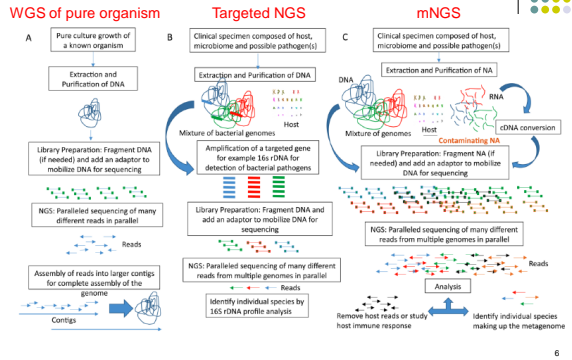 WGS of pure organism
Targeted NGS
mNGS
A
Pure culture growth of
a known organism
Extraction and
Purification of DNA
Library Preparation: Fragment DNA
(if needed) and add an adaptor to
mobilize DNA for sequencing
NGS: Paralleled sequencing of many
different reads in parallel
Reads
Assembly of reads into larger contigs
for complete assembly of the
genome
Contigs
B
Clinical specimen composed of host,
microbiome and possible pathogen(s)
Extraction and Purification of DNA
Host
Mixture of bacterial genomes
Amplification of a targeted gene
for example 16s rDNA for
detection of bacterial pathogens
Library Preparation: Fragment DNA and
add an adaptor to mobilize DNA for
sequencing
NGS: Paralleled sequencing of many different
reads from multiple genomes in parallel
Reads
Identify individual species by
16S rDNA profile analysis
C
Clinical specimen composed of host,
microbiome and possible pathogen(s)
Extraction and Purification of NA
DNA
RNA
Host
Mixture of genomes
Contaminating NA
cDNA conversion
Library Preparation: Fragment NA (if
needed) and add an adaptor to mobilize
DNA for sequencing
NGS: Paralleled sequencing of many different
reads from multiple genomes in parallel
Reads
Analysis
Remove host reads or study
host immune response
Identify individual species
making up the metagenome
6